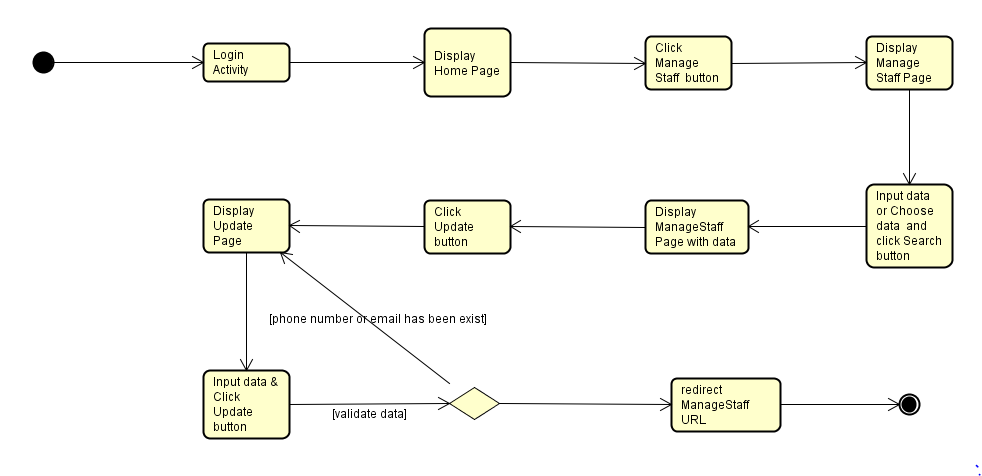 Login
Activity
Display
Home Page
Click
Manage
Staff button
Display
Manage
Staff Page
Input data
or Choose
data and
click Search
button
Display
ManageStaff
Page with data
Click
Update
button
Display
Update
Page
[phone number or email has been exist]
Input data &
Click
Update
button
[validate data]
redirect
ManageStaff
URL